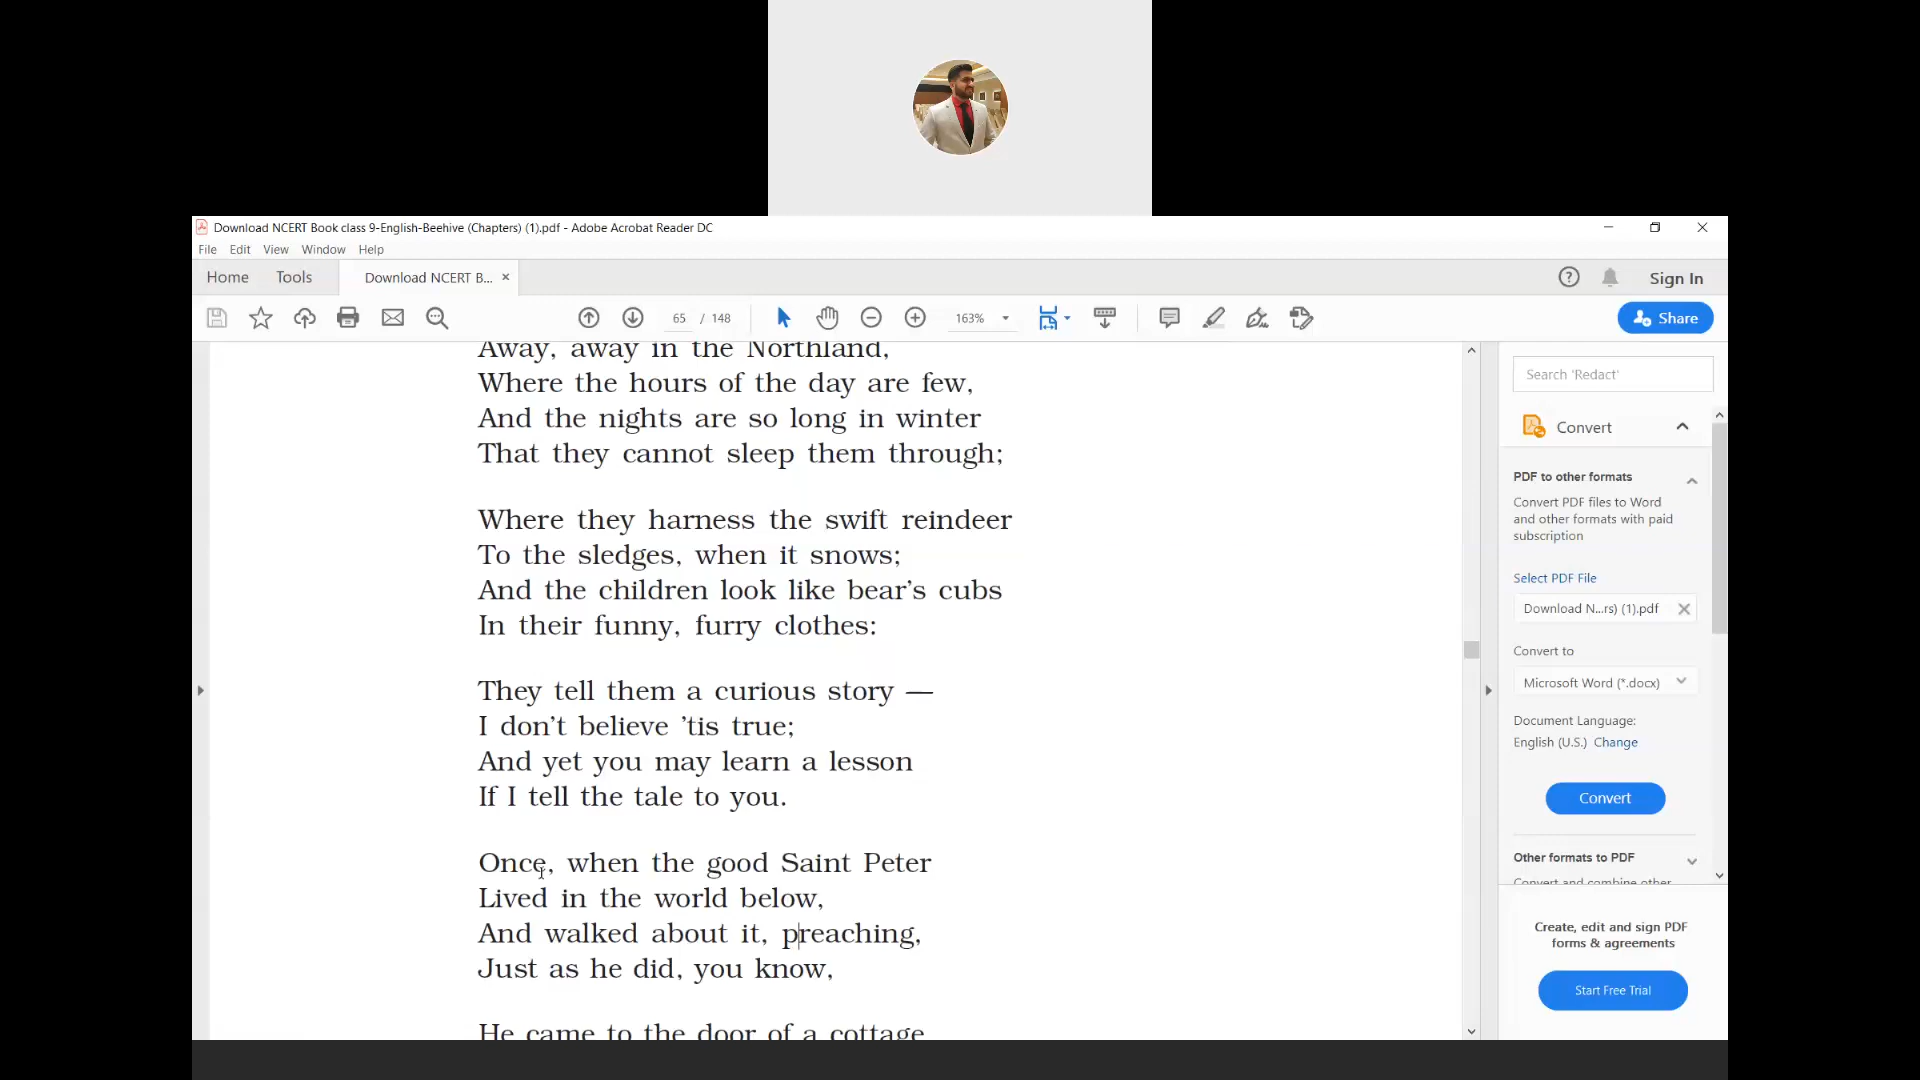 Download NCERT Book class 9-English-Beehive (Chapters) (1).pdf - Adobe Acrobat Reader DC
File Edit View Window Help
Home Tools Download NCERT B... × Sign In
65 / 148 163% Share
Away, away in the Northland,
Where the hours of the day are few,
And the nights are so long in winter
That they cannot sleep them through;
Where they harness the swift reindeer
To the sledges, when it snows;
And the children look like bear's cubs
In their funny, furry clothes:
They tell them a curious story —
I don't believe 'tis true;
And yet you may learn a lesson
If I tell the tale to you.
Once, when the good Saint Peter
Lived in the world below,
And walked about it, preaching,
Just as he did, you know,
He came to the door of a cottage
Search 'Redact'
Convert
PDF to other formats
Convert PDF files to Word
and other formats with paid
subscription
Select PDF File
Download N...rs) (1).pdf
Convert to
Microsoft Word (*.docx)
Document Language:
English (U.S.) Change
Convert
Other formats to PDF
Convert and combine other
Create, edit and sign PDF
forms & agreements
Start Free Trial